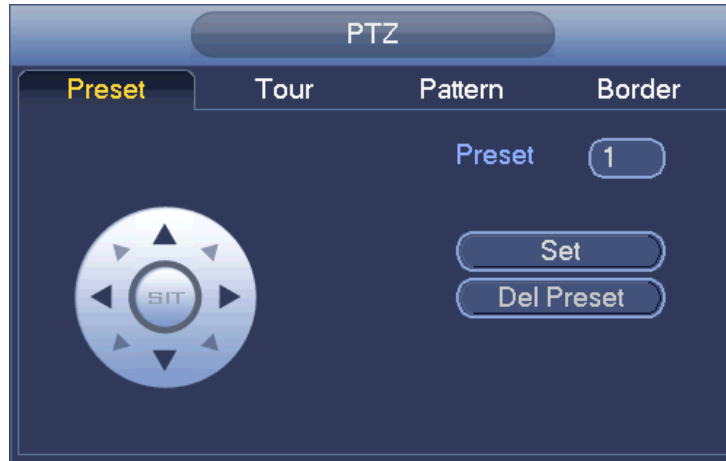 PTZ
Preset Tour Pattern Border
Preset 1
Set
SIT
Del Preset